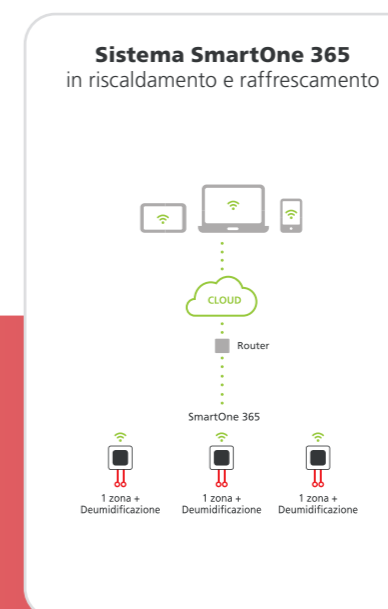 Sistema SmartOne 365
in riscaldamento e raffrescamento
CLOUD
Router
SmartOne 365
1 zona +
Deumidificazione
1 zona +
Deumidificazione
1 zona +
Deumidificazione